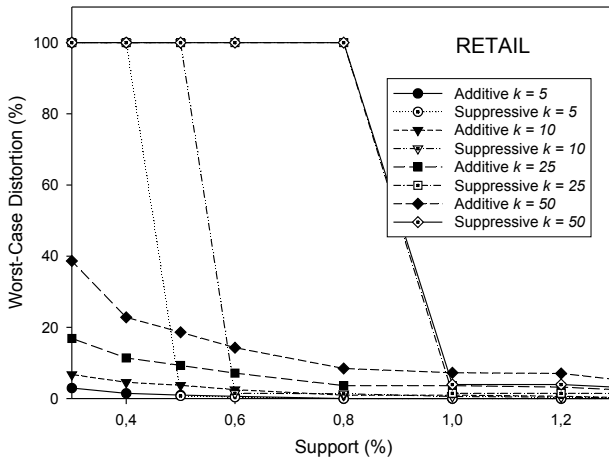 RETAIL
Additive k = 5
Suppressive k = 5
Additive k = 10
Suppressive k = 10
Additive k = 25
Suppressive k = 25
Additive k = 50
Suppressive k = 50
Worst-Case Distortion (%)
100
80
60
40
20
0
0,4 0,6 0,8 1,0 1,2
Support (%)